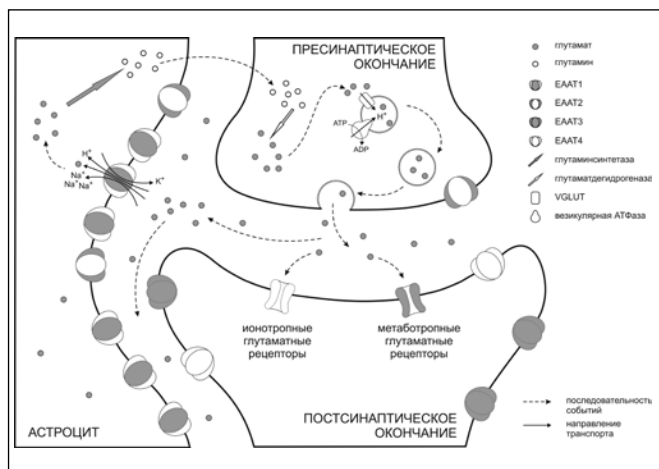 ПРЕСИНАПТИЧЕСКОЕ
ОКОНЧАНИЕ
АТР
ADP
H⁺
H⁺
Na⁺
Na⁺Na⁺
K⁺
ионотропные
глутаматные
рецепторы
метаботропные
глутаматные
рецепторы
АСТРОЦИТ
ПОСТСИНАПТИЧЕСКОЕ
ОКОНЧАНИЕ
глутамат
глутамин
EAAT1
EAAT2
EAAT3
EAAT4
глутаминсинтетаза
глутаматдегидрогеназа
VGLUT
везикулярная АТФаза
последовательность
событий
направление
транспорта